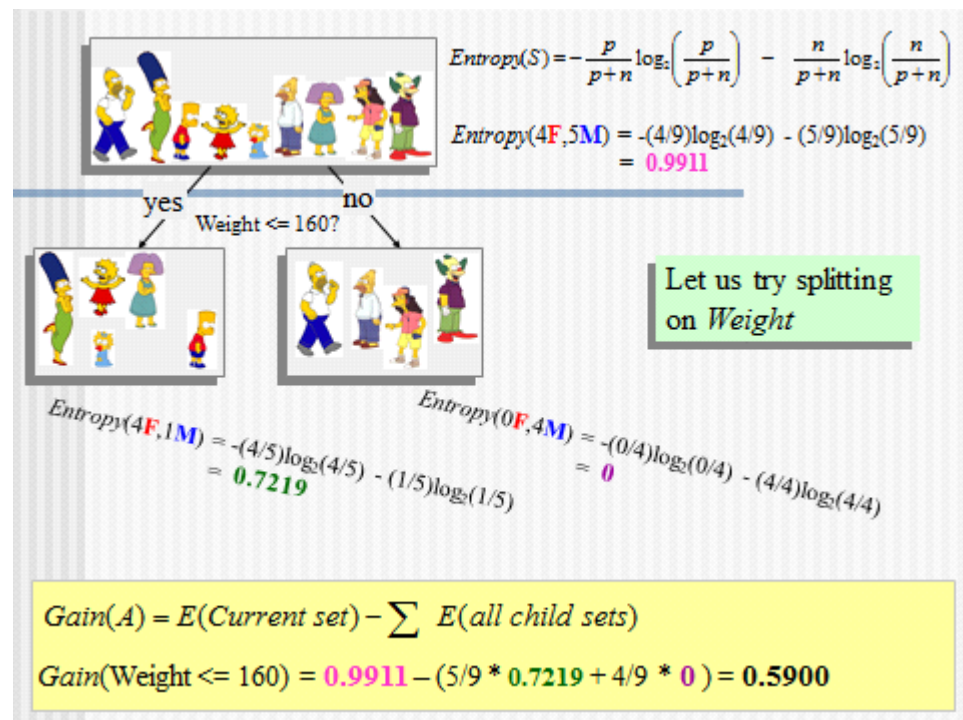 Entropy(S) = - p/(p+n) log₂(p/(p+n)) - n/(p+n) log₂(n/(p+n))
Entropy(4F,5M) = -(4/9)log₂(4/9) - (5/9)log₂(5/9)
= 0.9911
yes
no
Weight <= 160?
Let us try splitting
on Weight
Entropy(4F,1M) = -(4/5)log₂(4/5) - (1/5)log₂(1/5)
= 0.7219
Entropy(0F,4M) = -(0/4)log₂(0/4) - (4/4)log₂(4/4)
= 0
Gain(A) = E(Current set) – ∑ E(all child sets)
Gain(Weight <= 160) = 0.9911 – (5/9 * 0.7219 + 4/9 * 0 ) = 0.5900